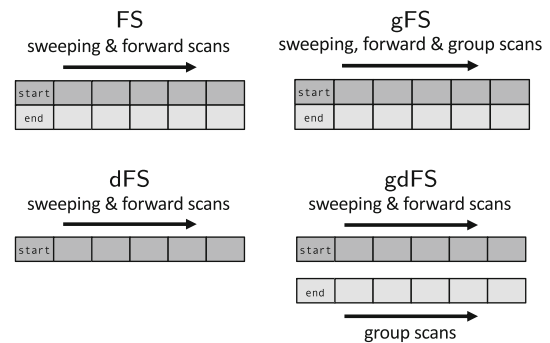 FS
sweeping & forward scans
start
end
gFS
sweeping, forward & group scans
start
end
dFS
sweeping & forward scans
start
gdFS
sweeping & forward scans
start
end
group scans